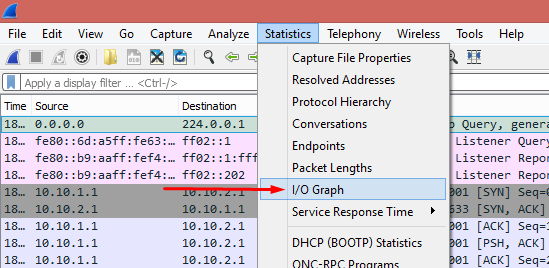 File Edit View Go Capture Analyze Statistics Telephony Wireless Tools Help
Apply a display filter ... <Ctrl-/>
Capture File Properties
Resolved Addresses
Protocol Hierarchy
Conversations
Endpoints
Packet Lengths
I/O Graph
Service Response Time
DHCP (BOOTP) Statistics
ONC-RPC Programs
Time Source Destination
18... 0.0.0.0 224.0.0.1 Query, genera
fe80::6d:a5ff:fe63:... ff02::1 Listener Query
18... fe80::b9:aaff:fef4:... ff02::1:fff Listener Repor
18... fe80::b9:aaff:fef4:... ff02::202 Listener Repor
18... 10.10.1.1 10.10.2.1 001 [SYN] Seq=
18... 10.10.2.1 10.10.1.1 633 [SYN, ACK]
18... 10.10.1.1 10.10.2.1 001 [ACK] Seq=1
18... 10.10.1.1 10.10.2.1 001 [PSH, ACK]
18... 10.10.2.1 10.10.1.1 [ACK] Seq=